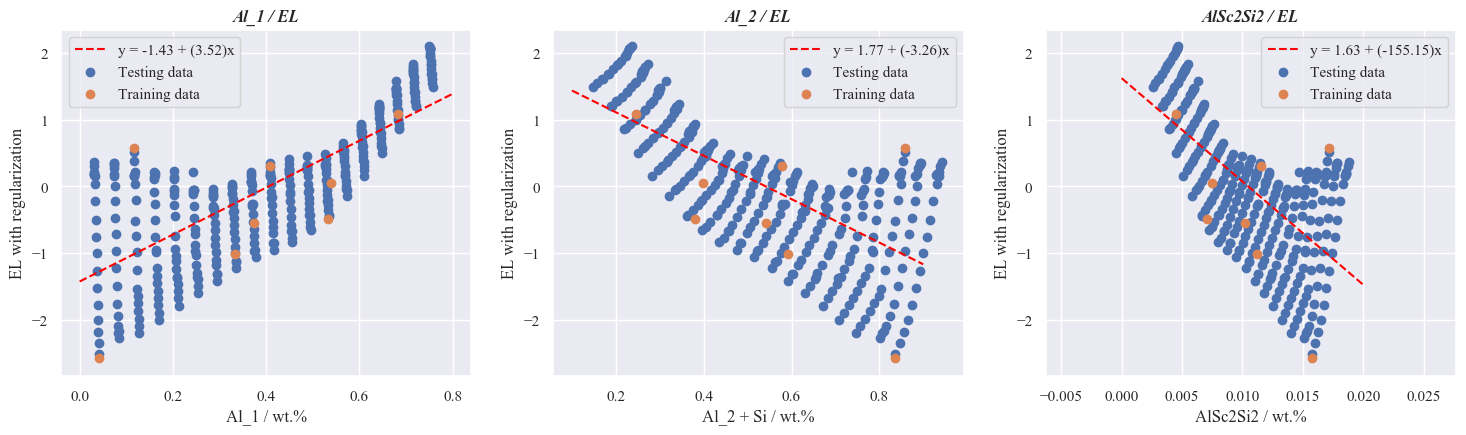 Al_1 / EL
y = -1.43 + (3.52)x
Testing data
Training data
2
1
0
−1
−2
EL with regularization
0.0 0.2 0.4 0.6 0.8
Al_1 / wt.%
Al_2 / EL
y = 1.77 + (-3.26)x
Testing data
Training data
2
1
0
−1
−2
EL with regularization
0.2 0.4 0.6 0.8
Al_2 + Si / wt.%
AlSc2Si2 / EL
y = 1.63 + (-155.15)x
Testing data
Training data
2
1
0
−1
−2
EL with regularization
−0.005 0.000 0.005 0.010 0.015 0.020 0.025
AlSc2Si2 / wt.%